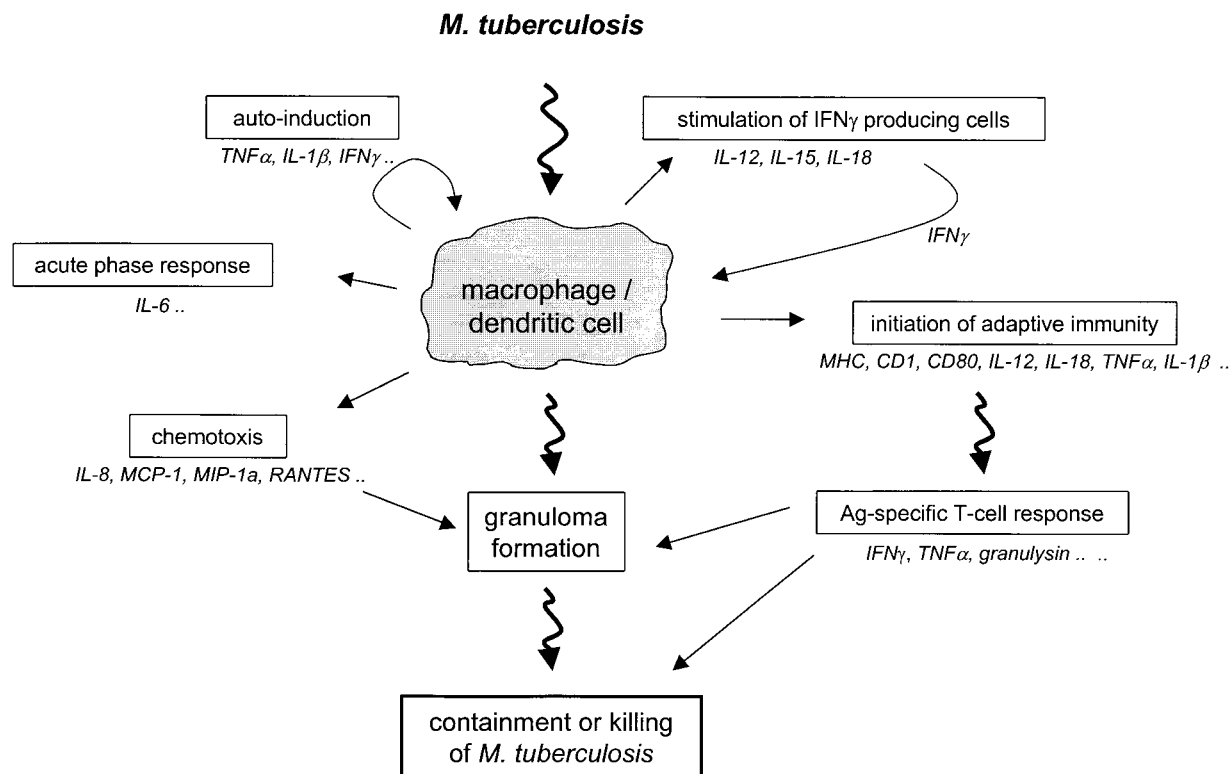 M. tuberculosis
auto-induction
TNFα, IL-1β, IFNγ ..
stimulation of IFNγ producing cells
IL-12, IL-15, IL-18
IFNγ
acute phase response
IL-6 ..
macrophage /
dendritic cell
initiation of adaptive immunity
MHC, CD1, CD80, IL-12, IL-18, TNFα, IL-1β ..
chemotoxis
IL-8, MCP-1, MIP-1a, RANTES ..
granuloma
formation
Ag-specific T-cell response
IFNγ, TNFα, granulysin .. ..
containment or killing
of M. tuberculosis